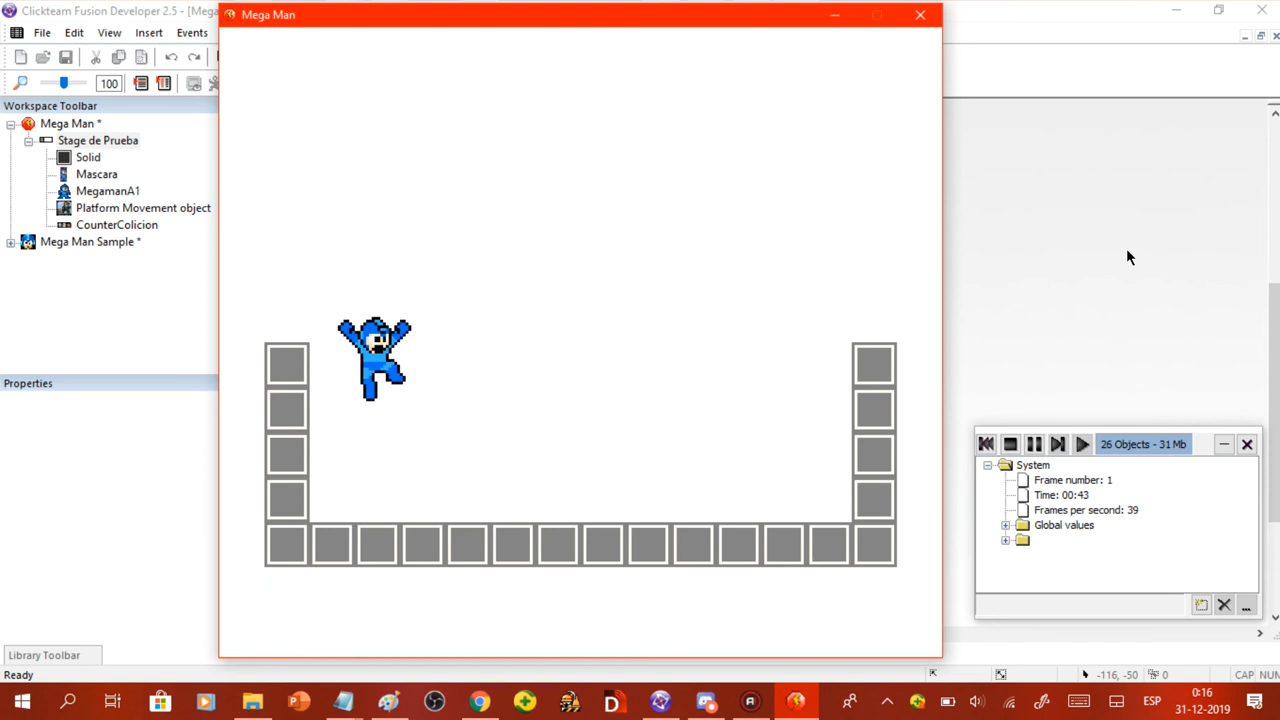 Clickteam Fusion Developer 2.5 - [Mega
Mega Man
File Edit View Insert Events
100
Workspace Toolbar
Mega Man *
Stage de Prueba
Solid
Mascara
MegamanA1
Platform Movement object
CounterColicion
Mega Man Sample *
Properties
26 Objects - 31 Mb
System
Frame number: 1
Time: 00:43
Frames per second: 39
Global values
Library Toolbar
Ready
-116, -50
0
CAP NUM
ESP
0:16
31-12-2019